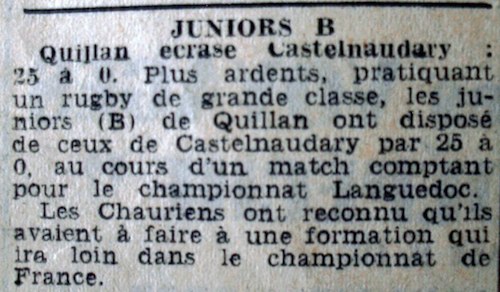 JUNIORS B
Quillan ecrase Castelnaudary :
25 à 0. Plus ardents, pratiquant
un rugby de grande classe, les ju-
niors (B) de Quillan ont disposé
de ceux de Castelnaudary par 25 à
0, au cours d'un match comptant
pour le championnat Languedoc.
Les Chauriens ont reconnu qu'ils
avaient à faire à une formation qui
ira loin dans le championnat de
France.